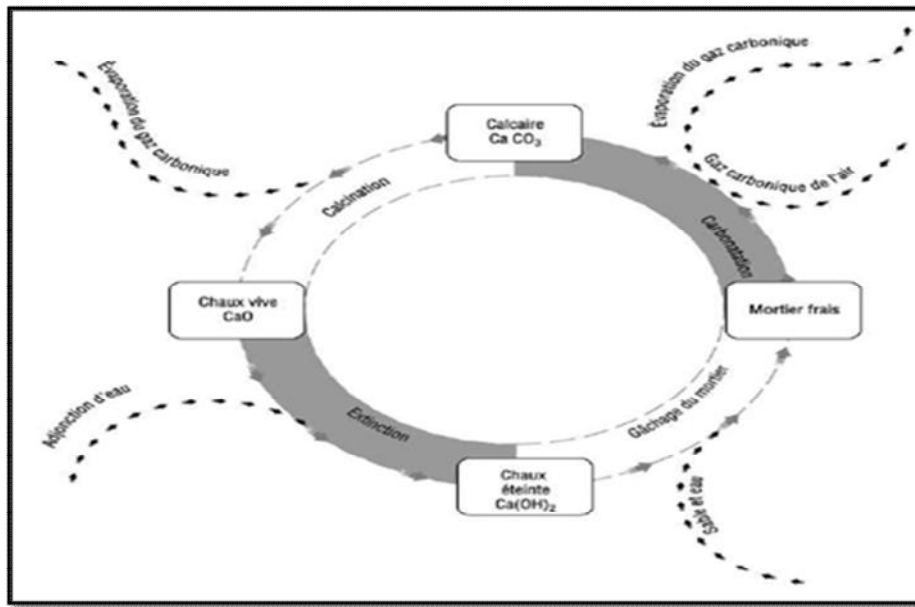 Évaporation du gaz carbonique
Évaporation du gaz carbonique
Calcaire
Ca CO₃
Gaz carbonique de l'air
Calcination
Carbonatation
Chaux vive
CaO
Mortier frais
Adjonction d'eau
Extinction
Gâchage du mortier
Chaux
éteinte
Ca(OH)₂
Sable et eau